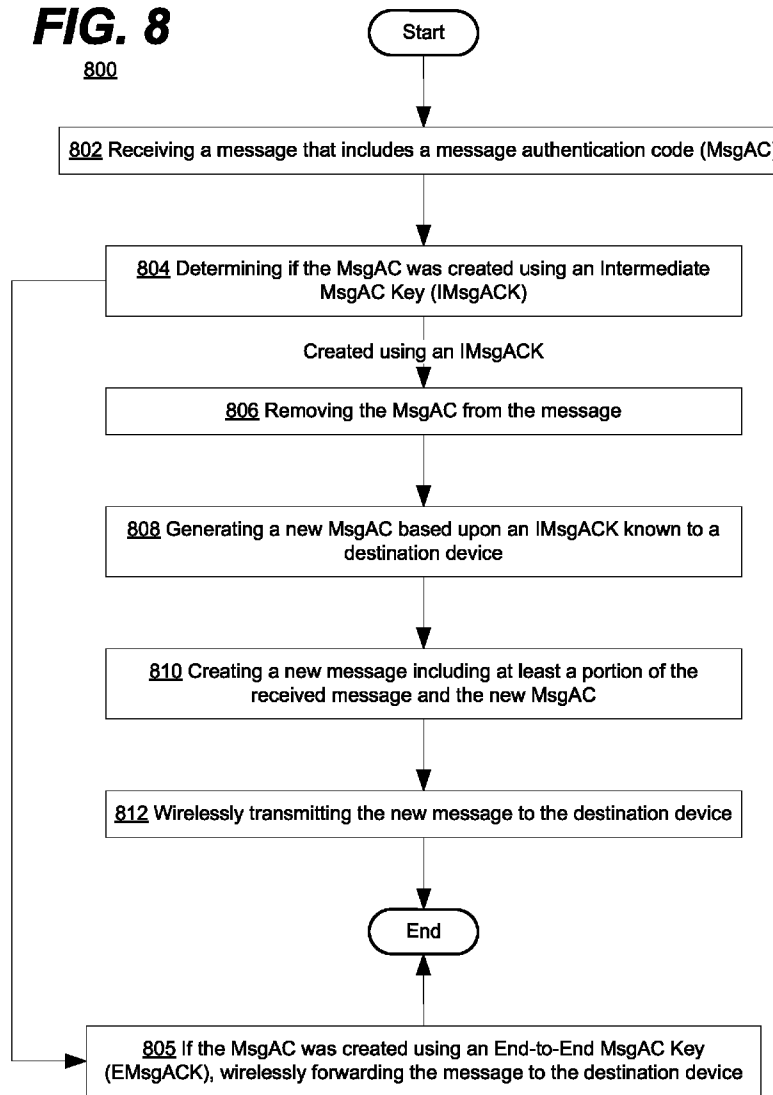 FIG. 8
800
Start
802 Receiving a message that includes a message authentication code (MsgAC)
804 Determining if the MsgAC was created using an Intermediate
MsgAC Key (IMsgACK)
Created using an IMsgACK
806 Removing the MsgAC from the message
808 Generating a new MsgAC based upon an IMsgACK known to a
destination device
810 Creating a new message including at least a portion of the
received message and the new MsgAC
812 Wirelessly transmitting the new message to the destination device
End
805 If the MsgAC was created using an End-to-End MsgAC Key
(EMsgACK), wirelessly forwarding the message to the destination device